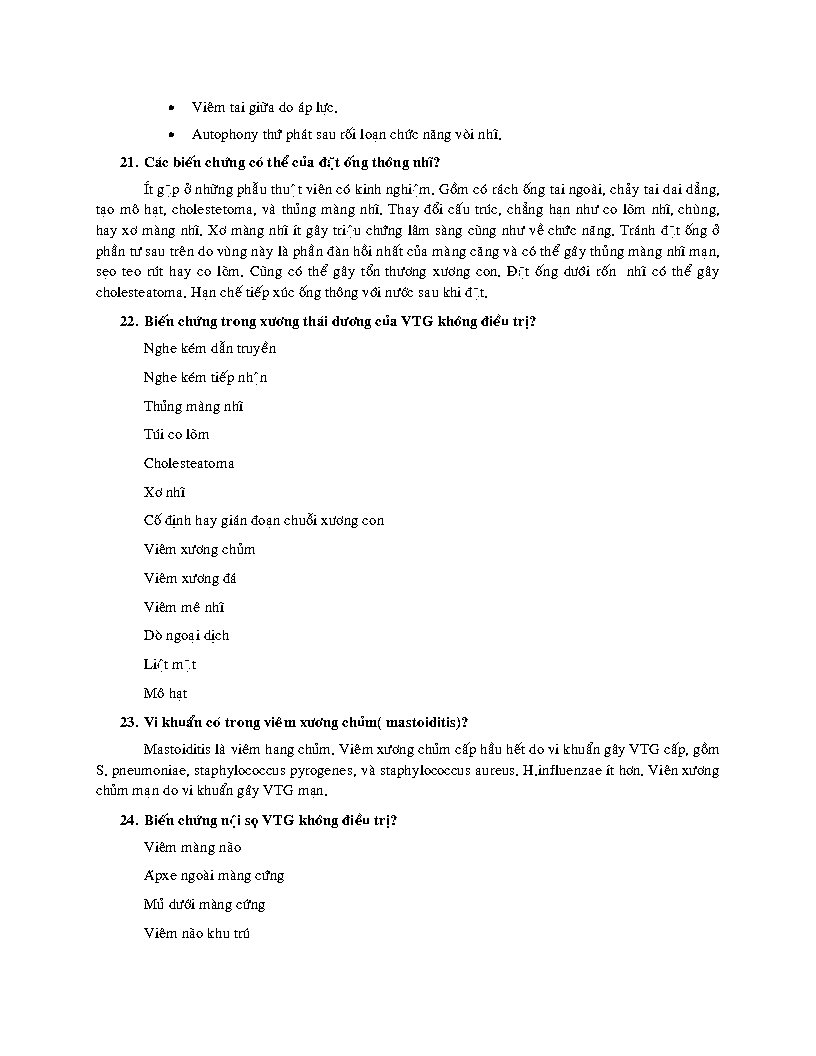 • Viêm tai giữa do áp lực.
• Autophony thứ phát sau rối loạn chức năng vòi nhĩ.
21. Các biến chứng có thể của đặt ống thông nhĩ?
Ít gặp ở những phẫu thuật viên có kinh nghiệm. Gồm có rách ống tai ngoài, chảy tai dai dẳng,
tạo mô hạt, cholestetoma, và thủng màng nhĩ. Thay đổi cấu trúc, chẳng hạn như co lõm nhĩ, chùng,
hay xơ màng nhĩ. Xơ màng nhĩ ít gây triệu chứng lâm sàng cũng như về chức năng. Tránh đặt ống ở
phần tư sau trên do vùng này là phần đàn hồi nhất của màng căng và có thể gây thủng màng nhĩ mạn,
sẹo teo rút hay co lõm. Cũng có thể gây tổn thương xương con. Đặt ống dưới rốn nhĩ có thể gây
cholesteatoma. Hạn chế tiếp xúc ống thông với nước sau khi đặt.
22. Biến chứng trong xương thái dương của VTG không điều trị?
Nghe kém dẫn truyền
Nghe kém tiếp nhận
Thủng màng nhĩ
Túi co lõm
Cholesteatoma
Xơ nhĩ
Cố định hay gián đoạn chuỗi xương con
Viêm xương chũm
Viêm xương đá
Viêm mê nhĩ
Dò ngoại dịch
Liệt mặt
Mô hạt
23. Vi khuẩn có trong viêm xương chũm( mastoiditis)?
Mastoiditis là viêm hang chũm. Viêm xương chũm cấp hầu hết do vi khuẩn gây VTG cấp, gồm
S. pneumoniae, staphylococcus pyrogenes, và staphylococcus aureus. H.influenzae ít hơn. Viên xương
chũm mạn do vi khuẩn gây VTG mạn.
24. Biến chứng nội sọ VTG không điều trị?
Viêm màng não
Ápxe ngoài màng cứng
Mủ dưới màng cứng
Viêm não khu trú